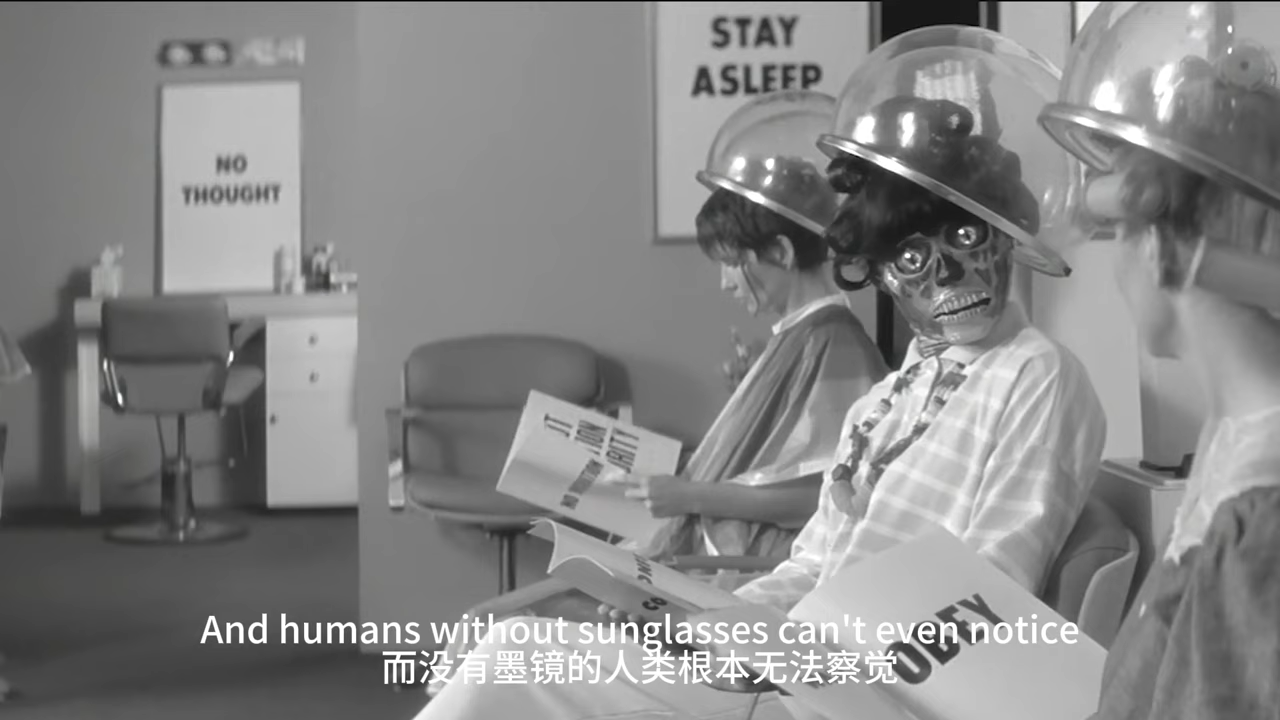 STAY
ASLEEP
NO
THOUGHT
OBEY
And humans without sunglasses can't even notice
而没有墨镜的人类根本无法察觉